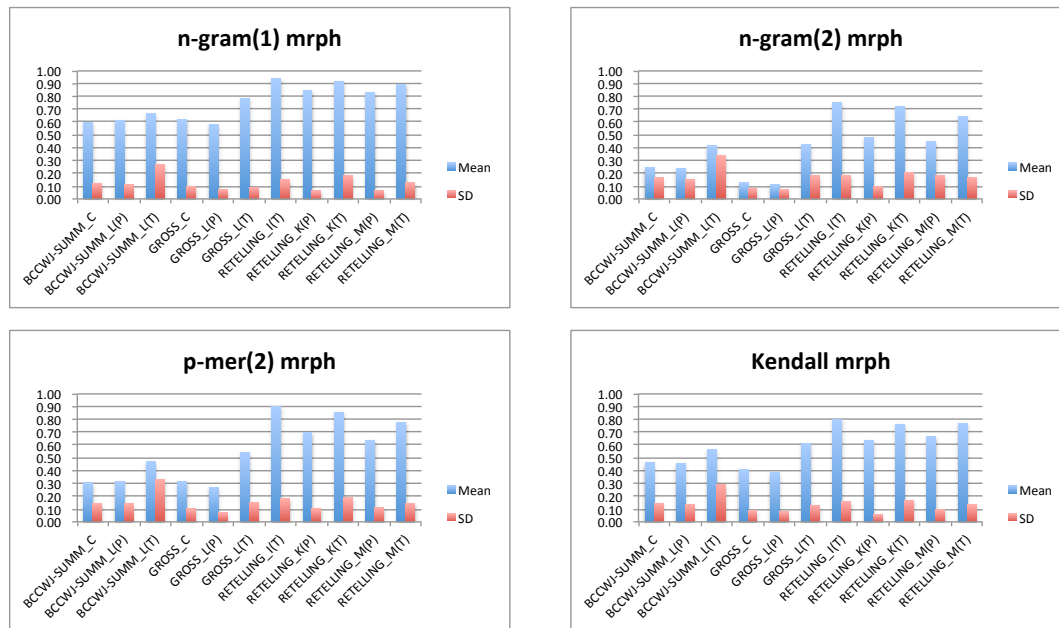 n-gram(1) mrph
1.00
0.90
0.80
0.70
0.60
0.50
0.40
0.30
0.20
0.10
0.00
Mean
SD
BCCWJ-SUMM_C
BCCWJ-SUMM_L(P)
BCCWJ-SUMM_L(T)
GROSS_C
GROSS_L(P)
GROSS_L(T)
RETELLING_I(T)
RETELLING_K(P)
RETELLING_K(T)
RETELLING_M(P)
RETELLING_M(T)
n-gram(2) mrph
1.00
0.90
0.80
0.70
0.60
0.50
0.40
0.30
0.20
0.10
0.00
Mean
SD
BCCWJ-SUMM_C
BCCWJ-SUMM_L(P)
BCCWJ-SUMM_L(T)
GROSS_C
GROSS_L(P)
GROSS_L(T)
RETELLING_I(T)
RETELLING_K(P)
RETELLING_K(T)
RETELLING_M(P)
RETELLING_M(T)
p-mer(2) mrph
1.00
0.90
0.80
0.70
0.60
0.50
0.40
0.30
0.20
0.10
0.00
Mean
SD
BCCWJ-SUMM_C
BCCWJ-SUMM_L(P)
BCCWJ-SUMM_L(T)
GROSS_C
GROSS_L(P)
GROSS_L(T)
RETELLING_I(T)
RETELLING_K(P)
RETELLING_K(T)
RETELLING_M(P)
RETELLING_M(T)
Kendall mrph
1.00
0.90
0.80
0.70
0.60
0.50
0.40
0.30
0.20
0.10
0.00
Mean
SD
BCCWJ-SUMM_C
BCCWJ-SUMM_L(P)
BCCWJ-SUMM_L(T)
GROSS_C
GROSS_L(P)
GROSS_L(T)
RETELLING_I(T)
RETELLING_K(P)
RETELLING_K(T)
RETELLING_M(P)
RETELLING_M(T)